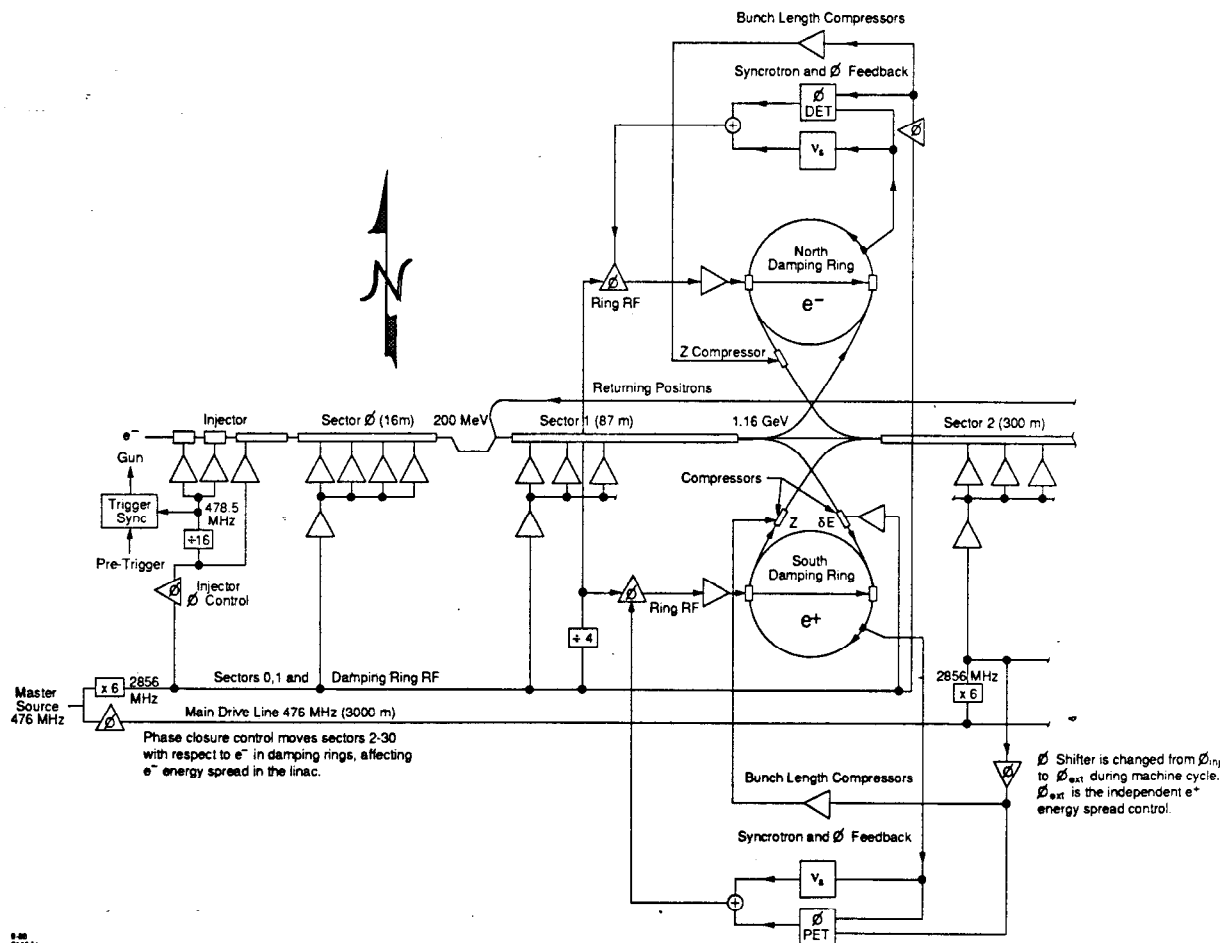 Bunch Length Compressors
Syncrotron and Ø Feedback
Ø
DET
Ø
νs
N
North
Damping Ring
e−
Ø
Ring RF
Z Compressor
Returning Positrons
Injector
Sector Ø (16m)
200 MeV
Sector 1 (87 m)
1.16 GeV
Sector 2 (300 m)
e−
Gun
Trigger
Sync
478.5
MHz
÷16
Pre-Trigger
Ø
Injector
Ø Control
Compressors
Z
δE
South
Damping Ring
e+
Ø
Ring RF
÷ 4
Master
Source
476 MHz
x 6
2856
MHz
Sectors 0,1 and Damping Ring RF
2856 MHz
x 6
Ø
Main Drive Line 476 MHz (3000 m)
Phase closure control moves sectors 2-30
with respect to e− in damping rings, affecting
e− energy spread in the linac.
Ø
Ø Shifter is changed from Øinj
to Øext during machine cycle.
Øext is the independent e+
energy spread control.
Bunch Length Compressors
Syncrotron and Ø Feedback
νs
Ø
PET